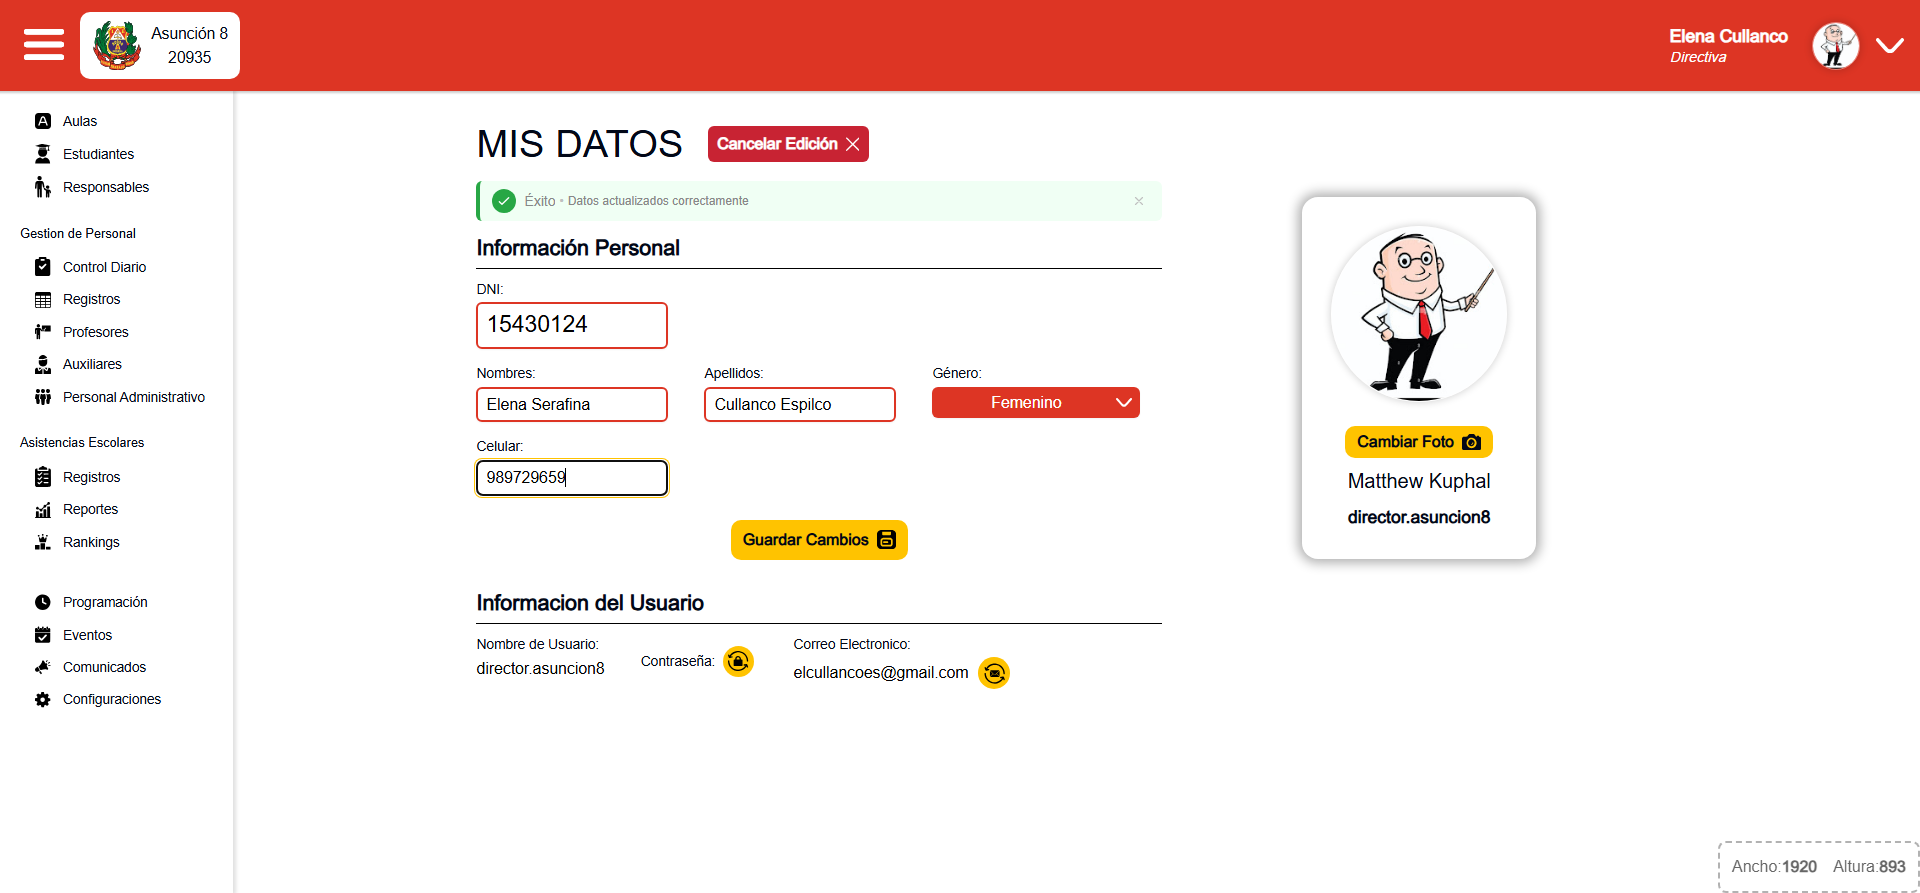 Asunción 8
20935
Elena Cullanco
Directiva
Aulas
Estudiantes
Responsables
Gestion de Personal
Control Diario
Registros
Profesores
Auxiliares
Personal Administrativo
Asistencias Escolares
Registros
Reportes
Rankings
Programación
Eventos
Comunicados
Configuraciones
MIS DATOS
Cancelar Edición
Éxito • Datos actualizados correctamente
Información Personal
DNI:
15430124
Nombres:
Elena Serafina
Apellidos:
Cullanco Espilco
Género:
Femenino
Celular:
989729659
Guardar Cambios
Informacion del Usuario
Nombre de Usuario:
director.asuncion8
Contraseña:
Correo Electronico:
elcullancoes@gmail.com
Cambiar Foto
Matthew Kuphal
director.asuncion8
Ancho:1920 Altura:893